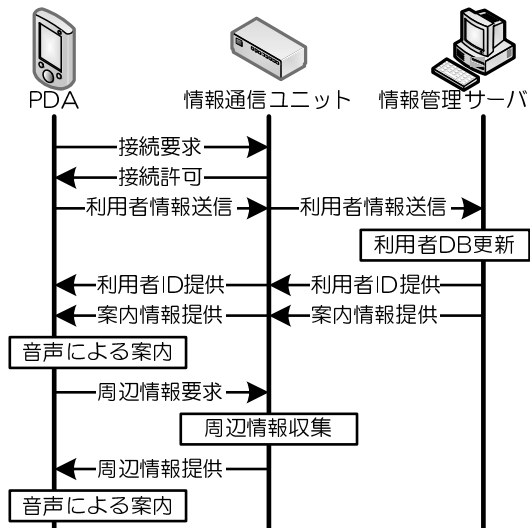 PDA
情報通信ユニット
情報管理サーバ
接続要求
接続許可
利用者情報送信
利用者情報送信
利用者DB更新
利用者ID提供
利用者ID提供
案内情報提供
案内情報提供
音声による案内
周辺情報要求
周辺情報収集
周辺情報提供
音声による案内